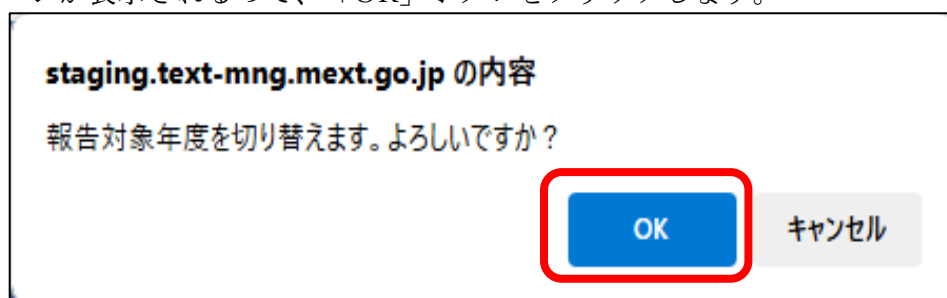 staging.text-mng.mext.go.jp の内容
報告対象年度を切り替えます。よろしいですか？
OK
キャンセル